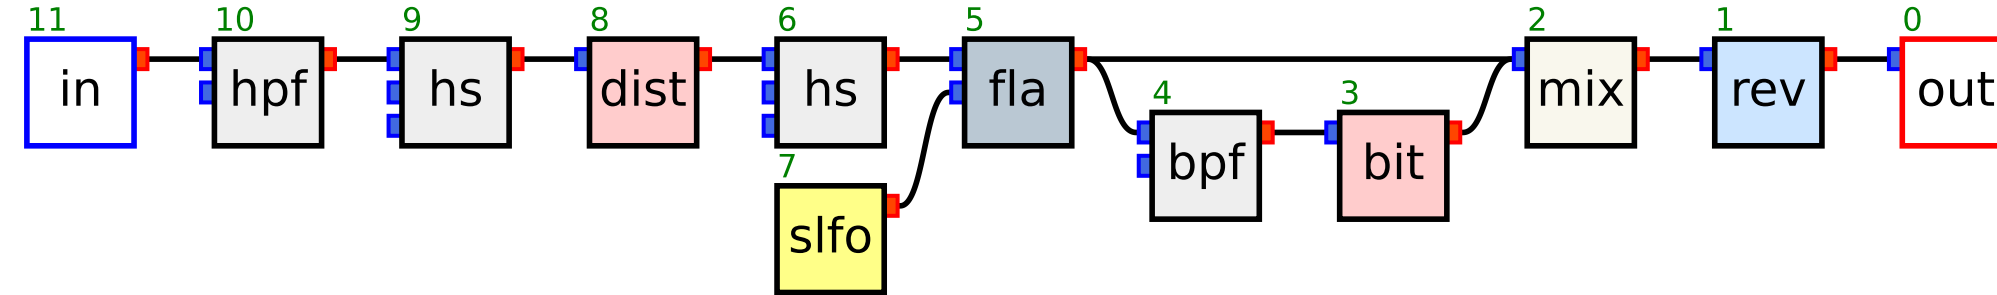 11 10 9 8 6 5 2 1 0
in hpf hs dist hs fla mix rev out
4 3
bpf bit
7
slfo